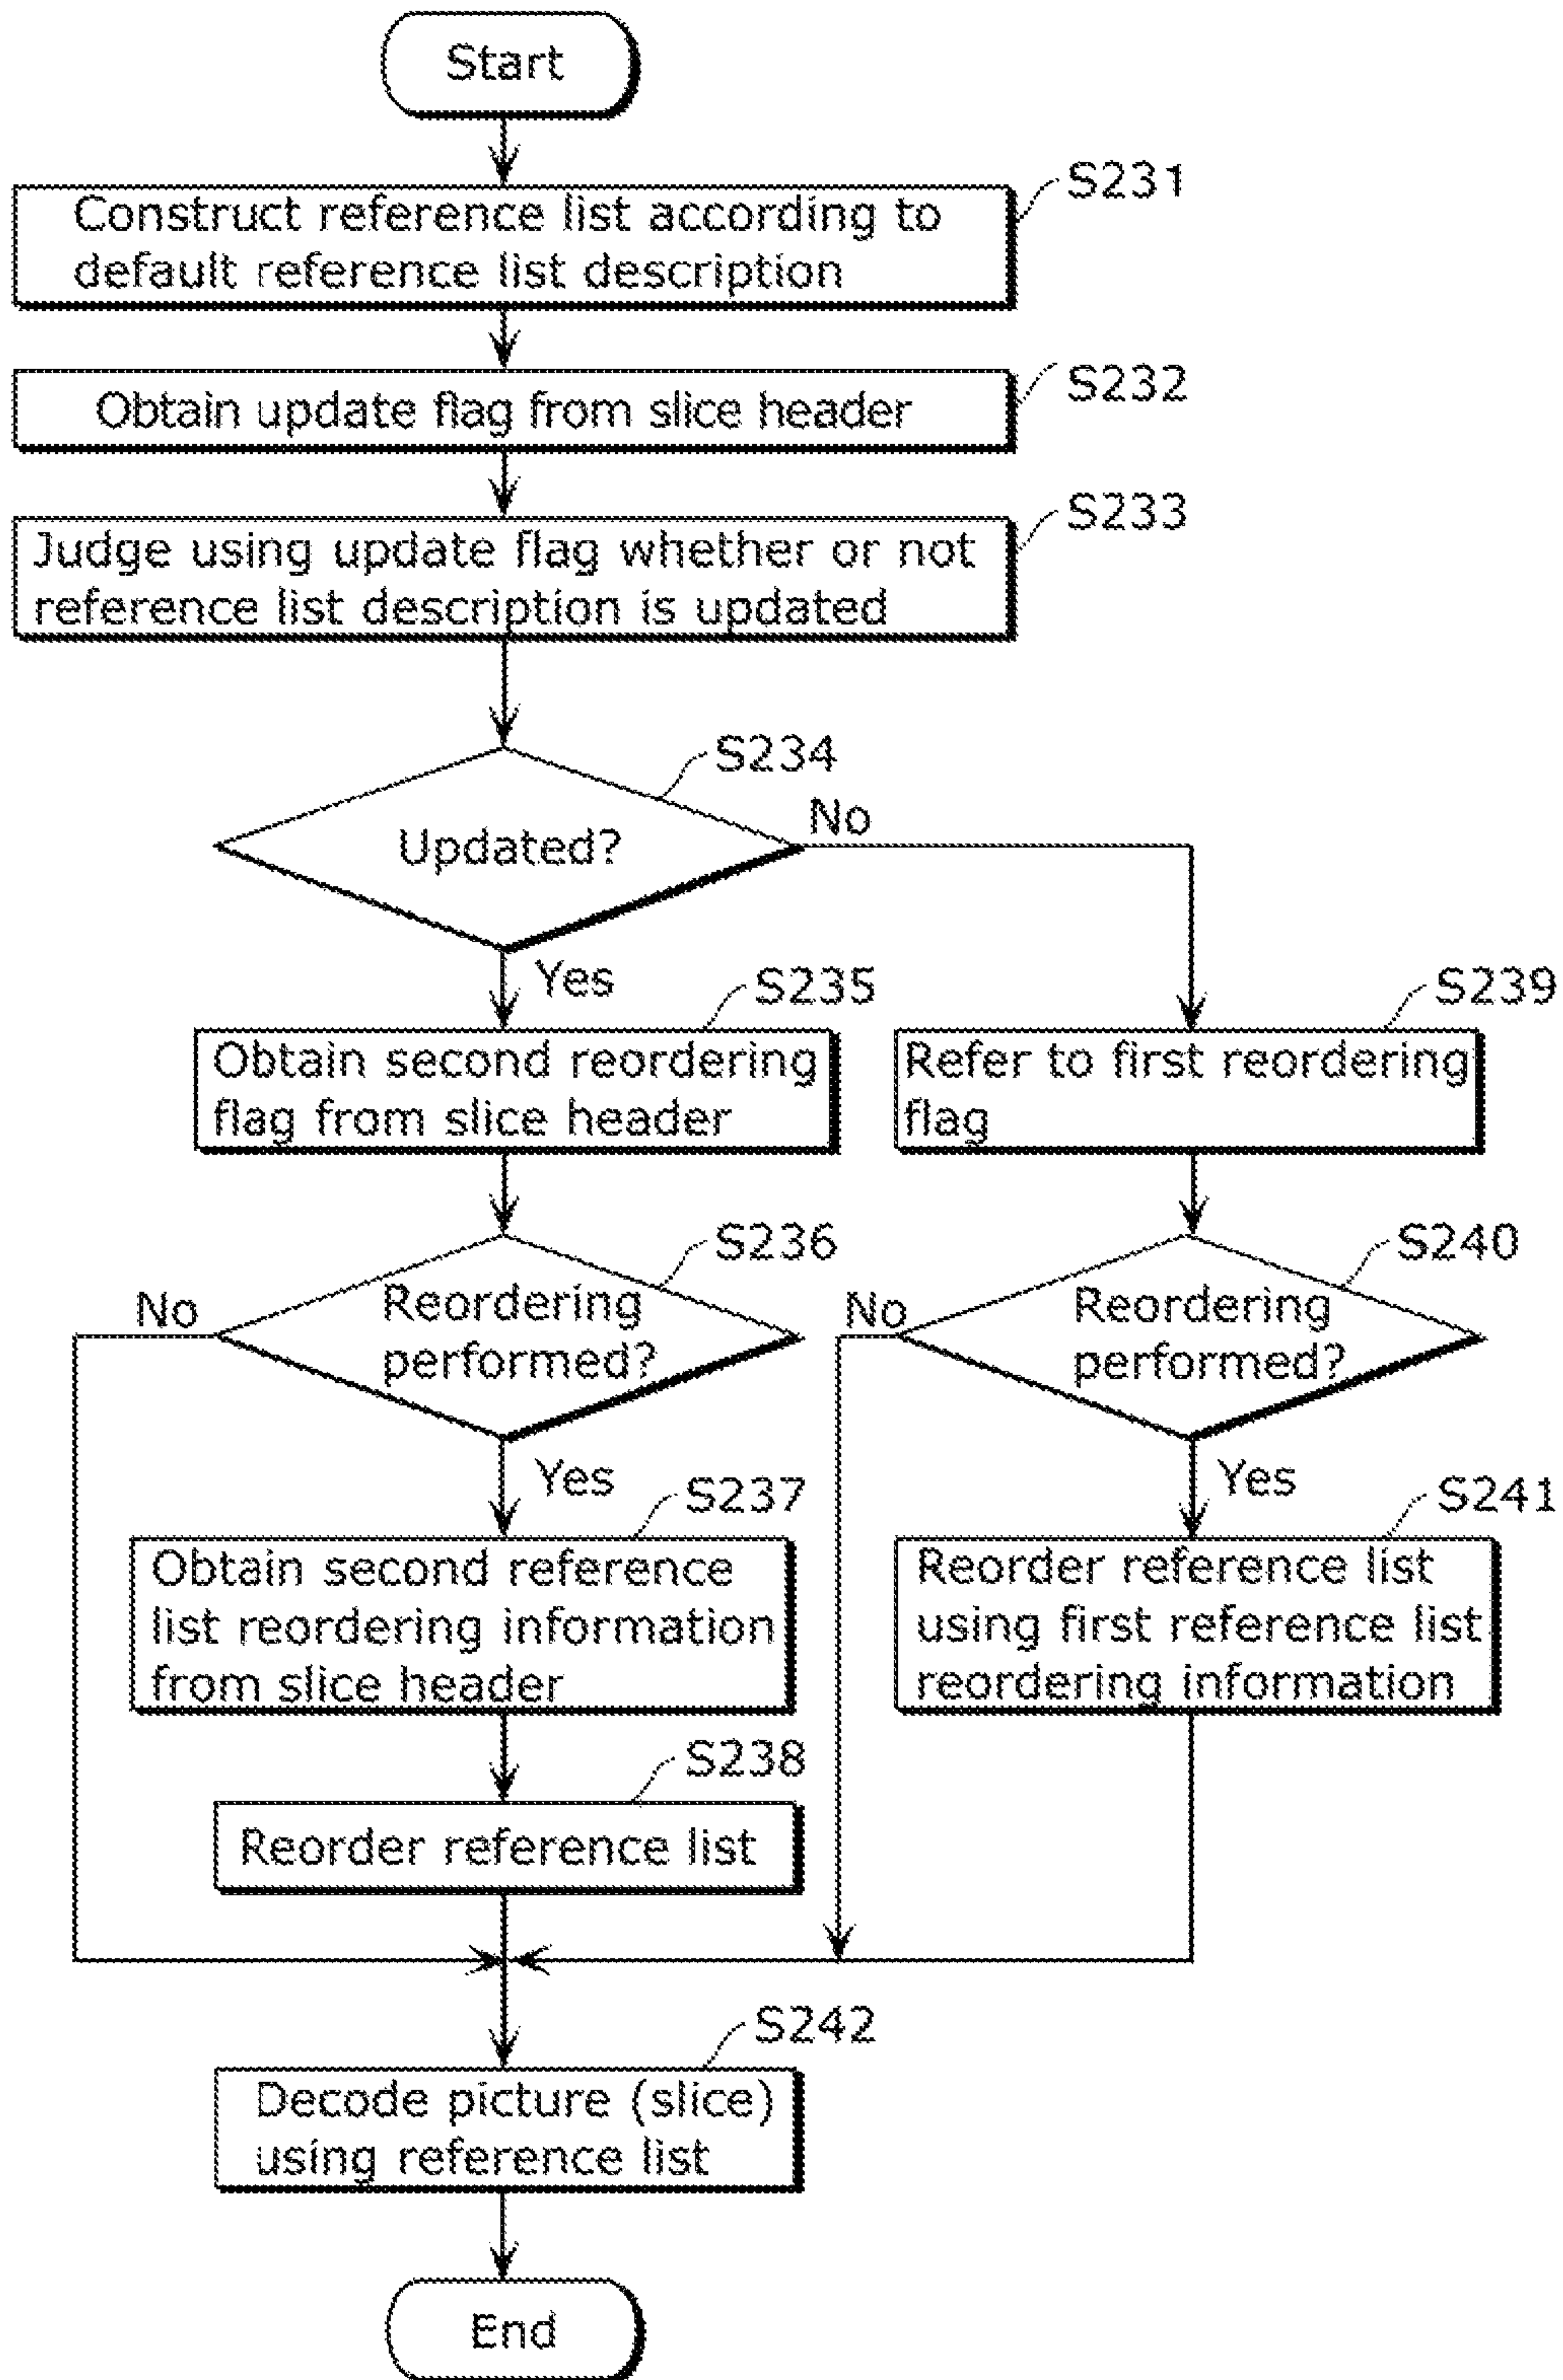 Start
S231
Construct reference list according to
default reference list description
S232
Obtain update flag from slice header
S233
Judge using update flag whether or not
reference list description is updated
S234
Updated?
No
Yes
S235
Obtain second reordering
flag from slice header
S239
Refer to first reordering
flag
S236
Reordering
performed?
No
Yes
S240
Reordering
performed?
No
Yes
S237
Obtain second reference
list reordering information
from slice header
S241
Reorder reference list
using first reference list
reordering information
S238
Reorder reference list
S242
Decode picture (slice)
using reference list
End